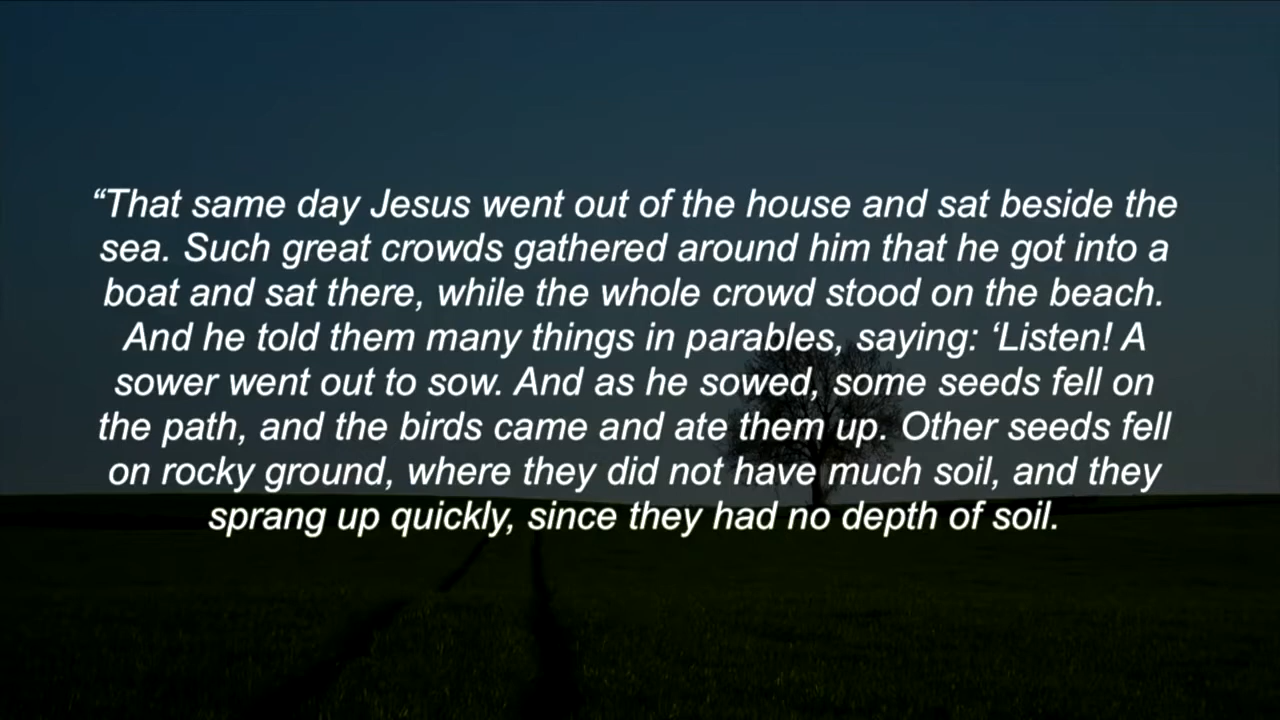 “That same day Jesus went out of the house and sat beside the
sea. Such great crowds gathered around him that he got into a
boat and sat there, while the whole crowd stood on the beach.
And he told them many things in parables, saying: ‘Listen! A
sower went out to sow. And as he sowed, some seeds fell on
the path, and the birds came and ate them up. Other seeds fell
on rocky ground, where they did not have much soil, and they
sprang up quickly, since they had no depth of soil.